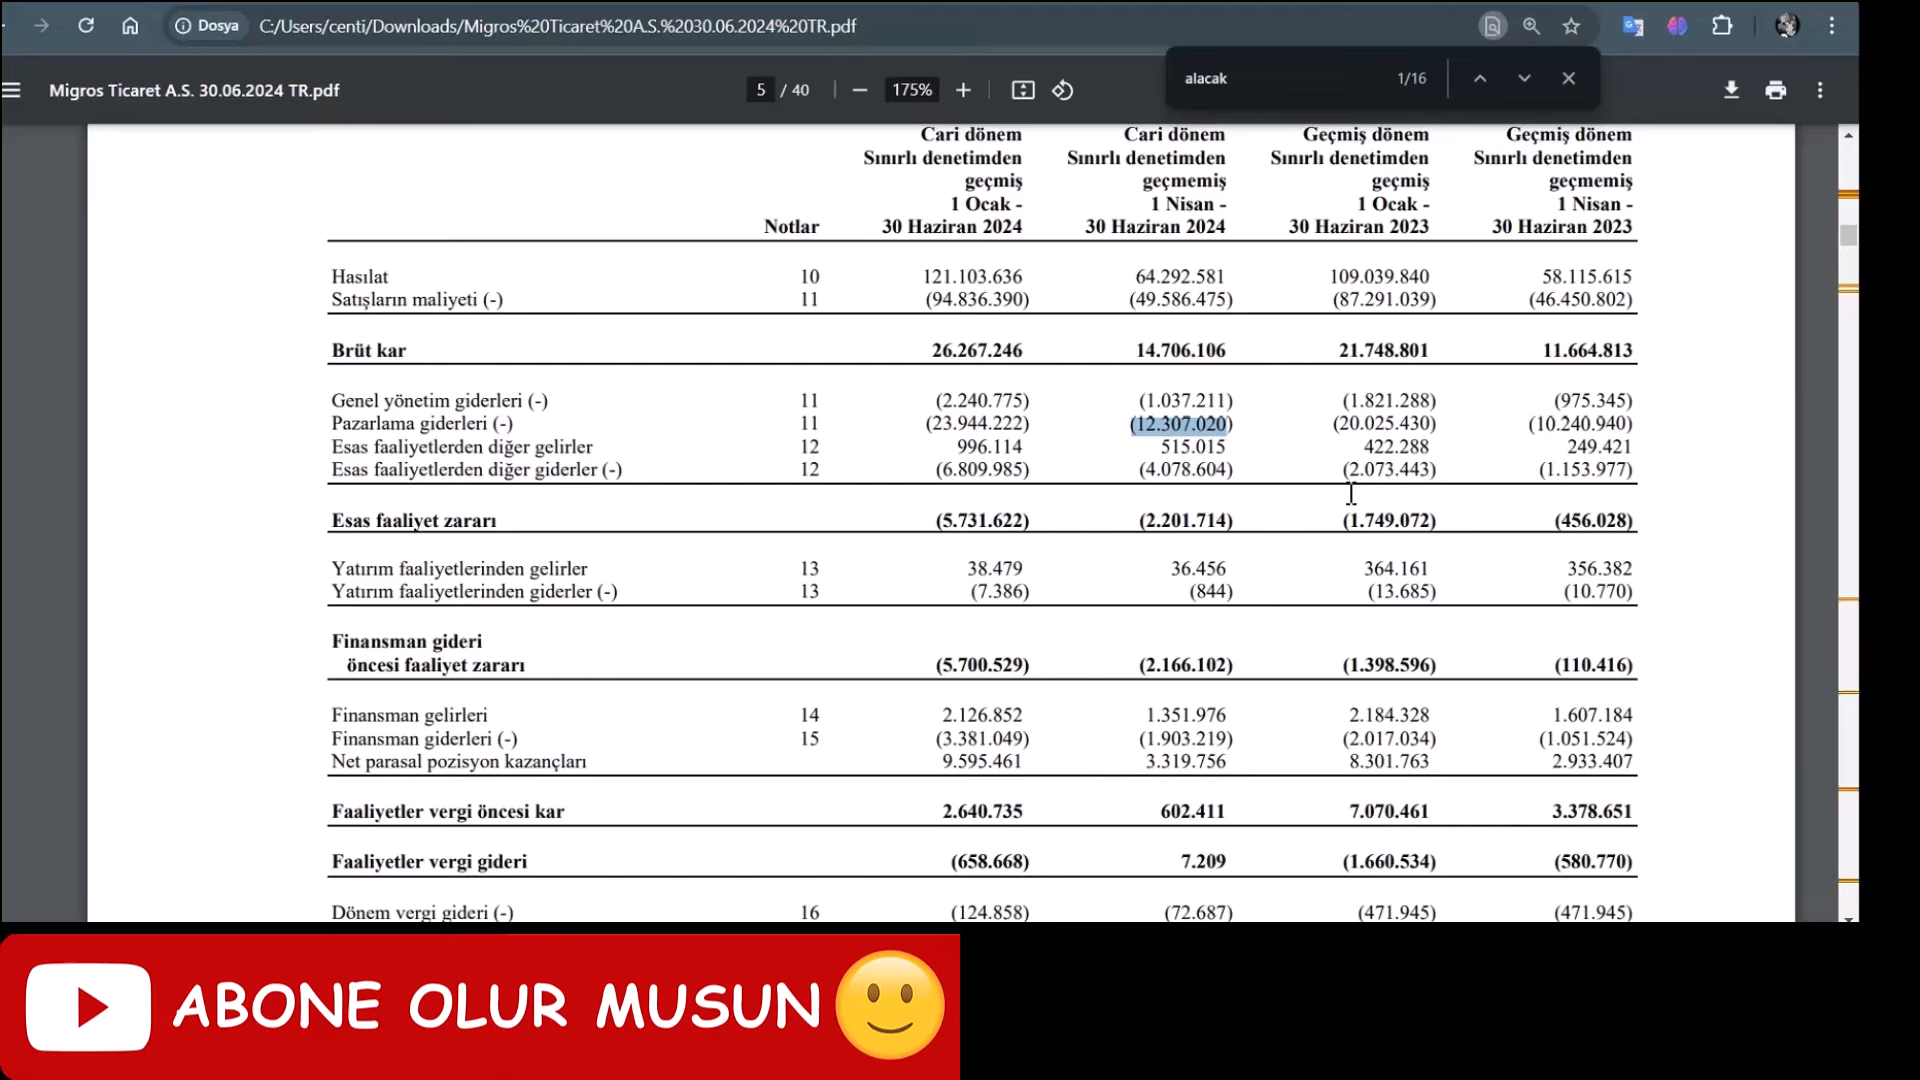 Dosya C:/Users/centi/Downloads/Migros%20Ticaret%20A.S.%2030.06.2024%20TR.pdf
alacak 1/16
Migros Ticaret A.S. 30.06.2024 TR.pdf 5 / 40 175%
Cari dönem Cari dönem Geçmiş dönem Geçmiş dönem
Sınırlı denetimden Sınırlı denetimden Sınırlı denetimden Sınırlı denetimden
geçmiş geçmemiş geçmiş geçmemiş
1 Ocak - 1 Nisan - 1 Ocak - 1 Nisan -
Notlar 30 Haziran 2024 30 Haziran 2024 30 Haziran 2023 30 Haziran 2023
Hasılat 10 121.103.636 64.292.581 109.039.840 58.115.615
Satışların maliyeti (-) 11 (94.836.390) (49.586.475) (87.291.039) (46.450.802)
Brüt kar 26.267.246 14.706.106 21.748.801 11.664.813
Genel yönetim giderleri (-) 11 (2.240.775) (1.037.211) (1.821.288) (975.345)
Pazarlama giderleri (-) 11 (23.944.222) (12.307.020) (20.025.430) (10.240.940)
Esas faaliyetlerden diğer gelirler 12 996.114 515.015 422.288 249.421
Esas faaliyetlerden diğer giderler (-) 12 (6.809.985) (4.078.604) (2.073.443) (1.153.977)
Esas faaliyet zararı (5.731.622) (2.201.714) (1.749.072) (456.028)
Yatırım faaliyetlerinden gelirler 13 38.479 36.456 364.161 356.382
Yatırım faaliyetlerinden giderler (-) 13 (7.386) (844) (13.685) (10.770)
Finansman gideri
öncesi faaliyet zararı (5.700.529) (2.166.102) (1.398.596) (110.416)
Finansman gelirleri 14 2.126.852 1.351.976 2.184.328 1.607.184
Finansman giderleri (-) 15 (3.381.049) (1.903.219) (2.017.034) (1.051.524)
Net parasal pozisyon kazançları 9.595.461 3.319.756 8.301.763 2.933.407
Faaliyetler vergi öncesi kar 2.640.735 602.411 7.070.461 3.378.651
Faaliyetler vergi gideri (658.668) 7.209 (1.660.534) (580.770)
Dönem vergi gideri (-) 16 (124.858) (72.687) (471.945) (471.945)
ABONE OLUR MUSUN